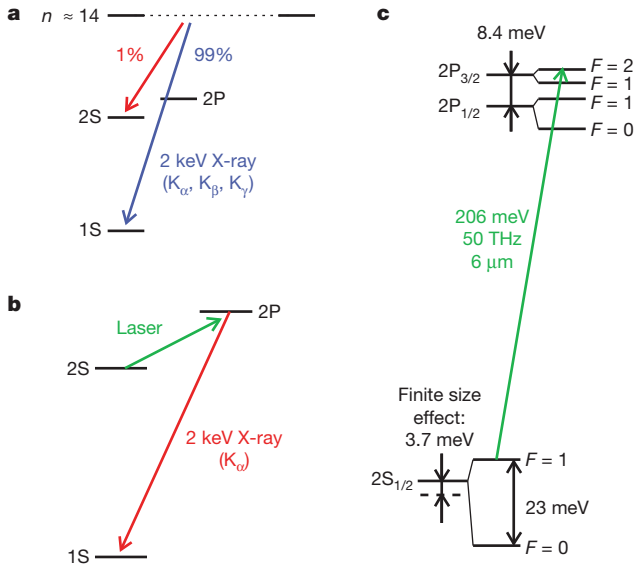 a
n ≈ 14
1%
99%
2P
2S
2 keV X-ray
(Kα, Kβ, Kγ)
1S
b
2P
Laser
2S
2 keV X-ray
(Kα)
1S
c
8.4 meV
2P3/2
F = 2
F = 1
2P1/2
F = 1
F = 0
206 meV
50 THz
6 μm
Finite size
effect:
3.7 meV
2S1/2
F = 1
23 meV
F = 0